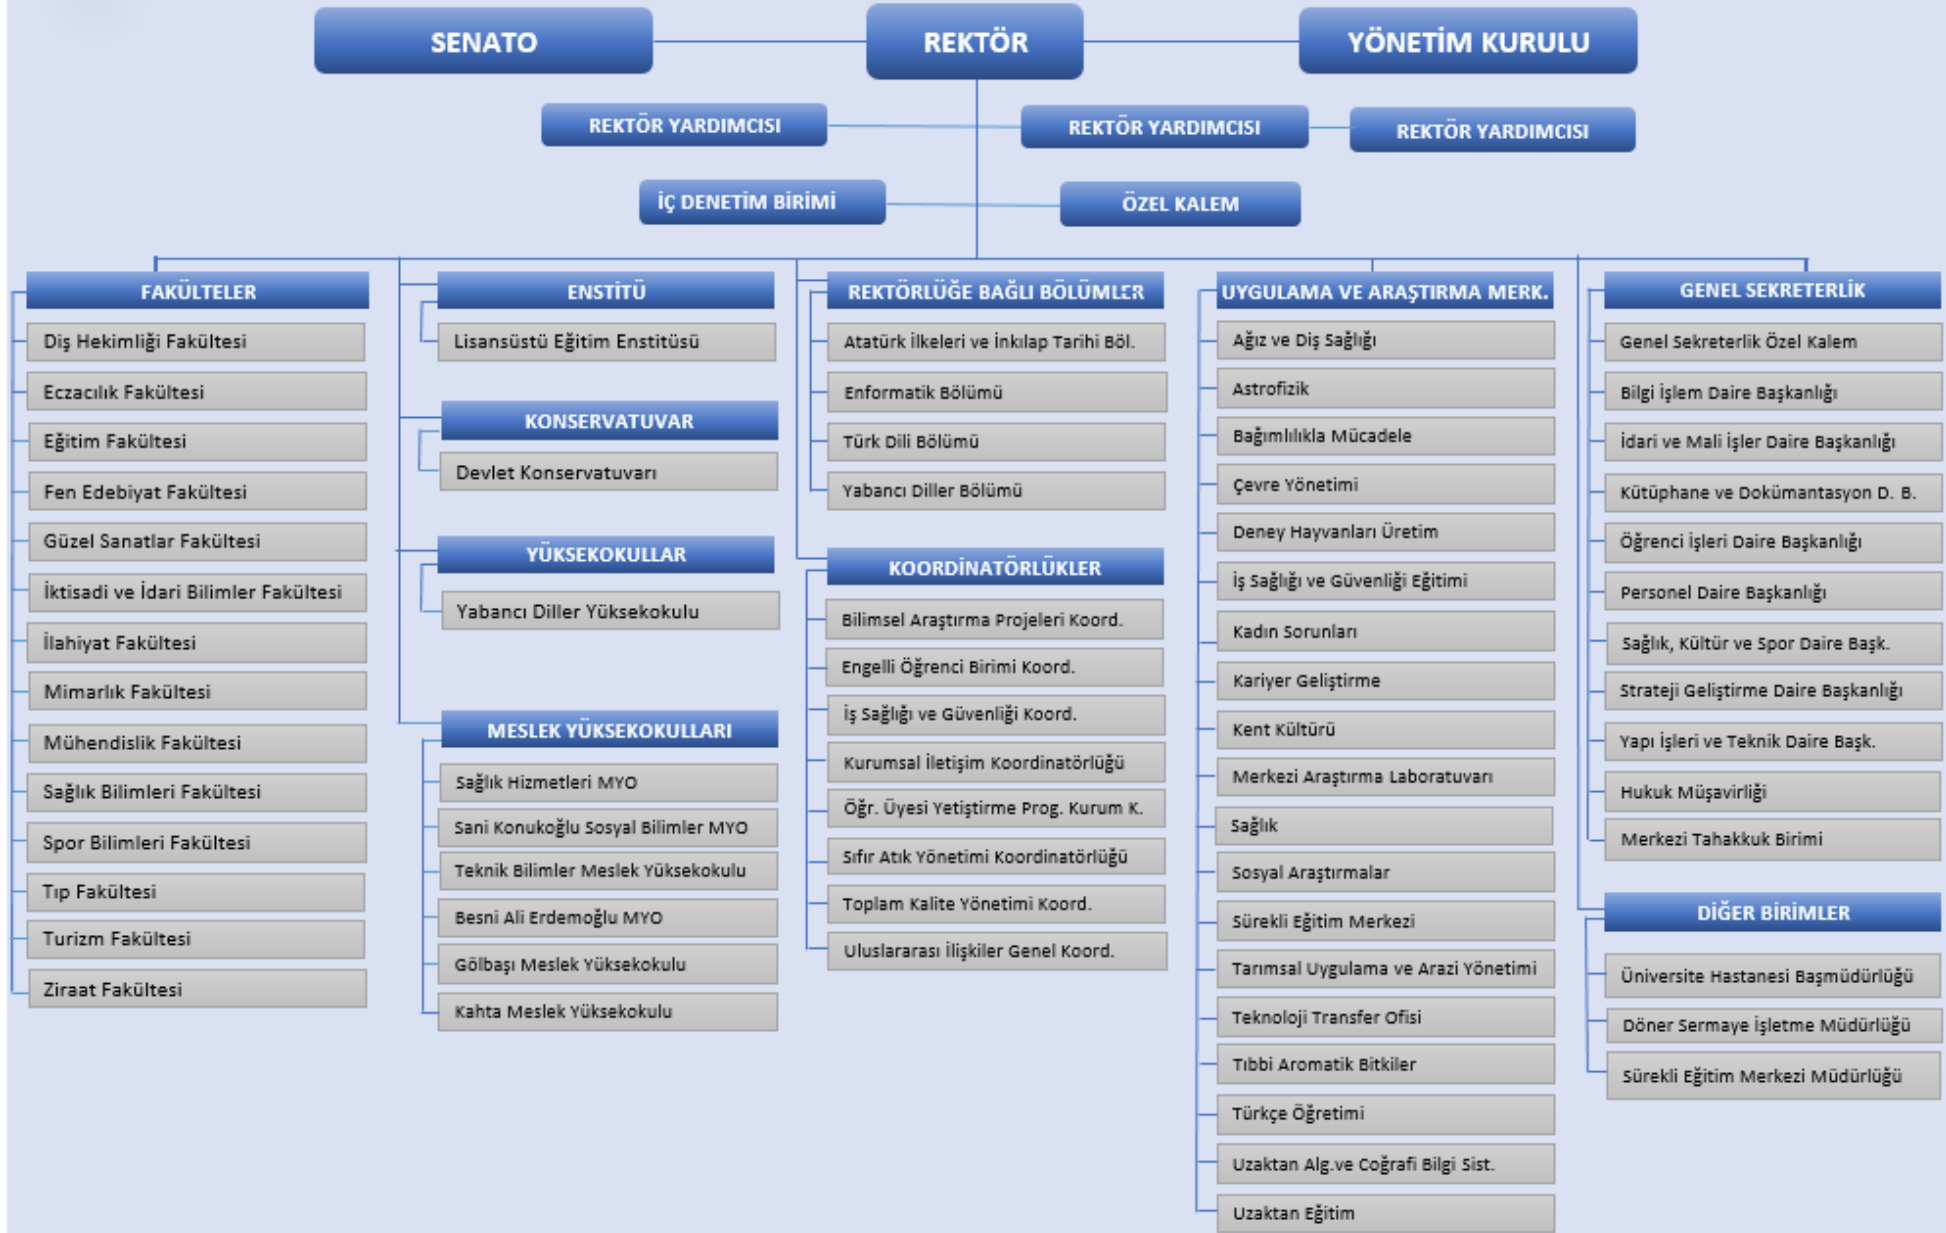 SENATO
REKTÖR
YÖNETİM KURULU
REKTÖR YARDIMCISI
REKTÖR YARDIMCISI
REKTÖR YARDIMCISI
İÇ DENETİM BİRİMİ
ÖZEL KALEM
FAKÜLTELER
Diş Hekimliği Fakültesi
Eczacılık Fakültesi
Eğitim Fakültesi
Fen Edebiyat Fakültesi
Güzel Sanatlar Fakültesi
İktisadi ve İdari Bilimler Fakültesi
İlahiyat Fakültesi
Mimarlık Fakültesi
Mühendislik Fakültesi
Sağlık Bilimleri Fakültesi
Spor Bilimleri Fakültesi
Tıp Fakültesi
Turizm Fakültesi
Ziraat Fakültesi
ENSTİTÜ
Lisansüstü Eğitim Enstitüsü
KONSERVATUVAR
Devlet Konservatuvarı
YÜKSEKOKULLAR
Yabancı Diller Yüksekokulu
MESLEK YÜKSEKOKULLARI
Sağlık Hizmetleri MYO
Sani Konukoğlu Sosyal Bilimler MYO
Teknik Bilimler Meslek Yüksekokulu
Besni Ali Erdemoğlu MYO
Gölbaşı Meslek Yüksekokulu
Kahta Meslek Yüksekokulu
REKTÖRLÜĞE BAĞLI BÖLÜMLER
Atatürk İlkeleri ve İnkılap Tarihi Böl.
Enformatik Bölümü
Türk Dili Bölümü
Yabancı Diller Bölümü
KOORDİNATÖRLÜKLER
Bilimsel Araştırma Projeleri Koord.
Engelli Öğrenci Birimi Koord.
İş Sağlığı ve Güvenliği Koord.
Kurumsal İletişim Koordinatörlüğü
Öğr. Üyesi Yetiştirme Prog. Kurum K.
Sıfır Atık Yönetimi Koordinatörlüğü
Toplam Kalite Yönetimi Koord.
Uluslararası İlişkiler Genel Koord.
UYGULAMA VE ARAŞTIRMA MERK.
Ağız ve Diş Sağlığı
Astrofizik
Bağımlılıkla Mücadele
Çevre Yönetimi
Deney Hayvanları Üretim
İş Sağlığı ve Güvenliği Eğitimi
Kadın Sorunları
Kariyer Geliştirme
Kent Kültürü
Merkezi Araştırma Laboratuvarı
Sağlık
Sosyal Araştırmalar
Sürekli Eğitim Merkezi
Tarımsal Uygulama ve Arazi Yönetimi
Teknoloji Transfer Ofisi
Tıbbi Aromatik Bitkiler
Türkçe Öğretimi
Uzaktan Alg.ve Coğrafi Bilgi Sist.
Uzaktan Eğitim
GENEL SEKRETERLİK
Genel Sekreterlik Özel Kalem
Bilgi İşlem Daire Başkanlığı
İdari ve Mali İşler Daire Başkanlığı
Kütüphane ve Dokümantasyon D. B.
Öğrenci İşleri Daire Başkanlığı
Personel Daire Başkanlığı
Sağlık, Kültür ve Spor Daire Başk.
Strateji Geliştirme Daire Başkanlığı
Yapı İşleri ve Teknik Daire Başk.
Hukuk Müşavirliği
Merkezi Tahakkuk Birimi
DİĞER BİRİMLER
Üniversite Hastanesi Başmüdürlüğü
Döner Sermaye İşletme Müdürlüğü
Sürekli Eğitim Merkezi Müdürlüğü